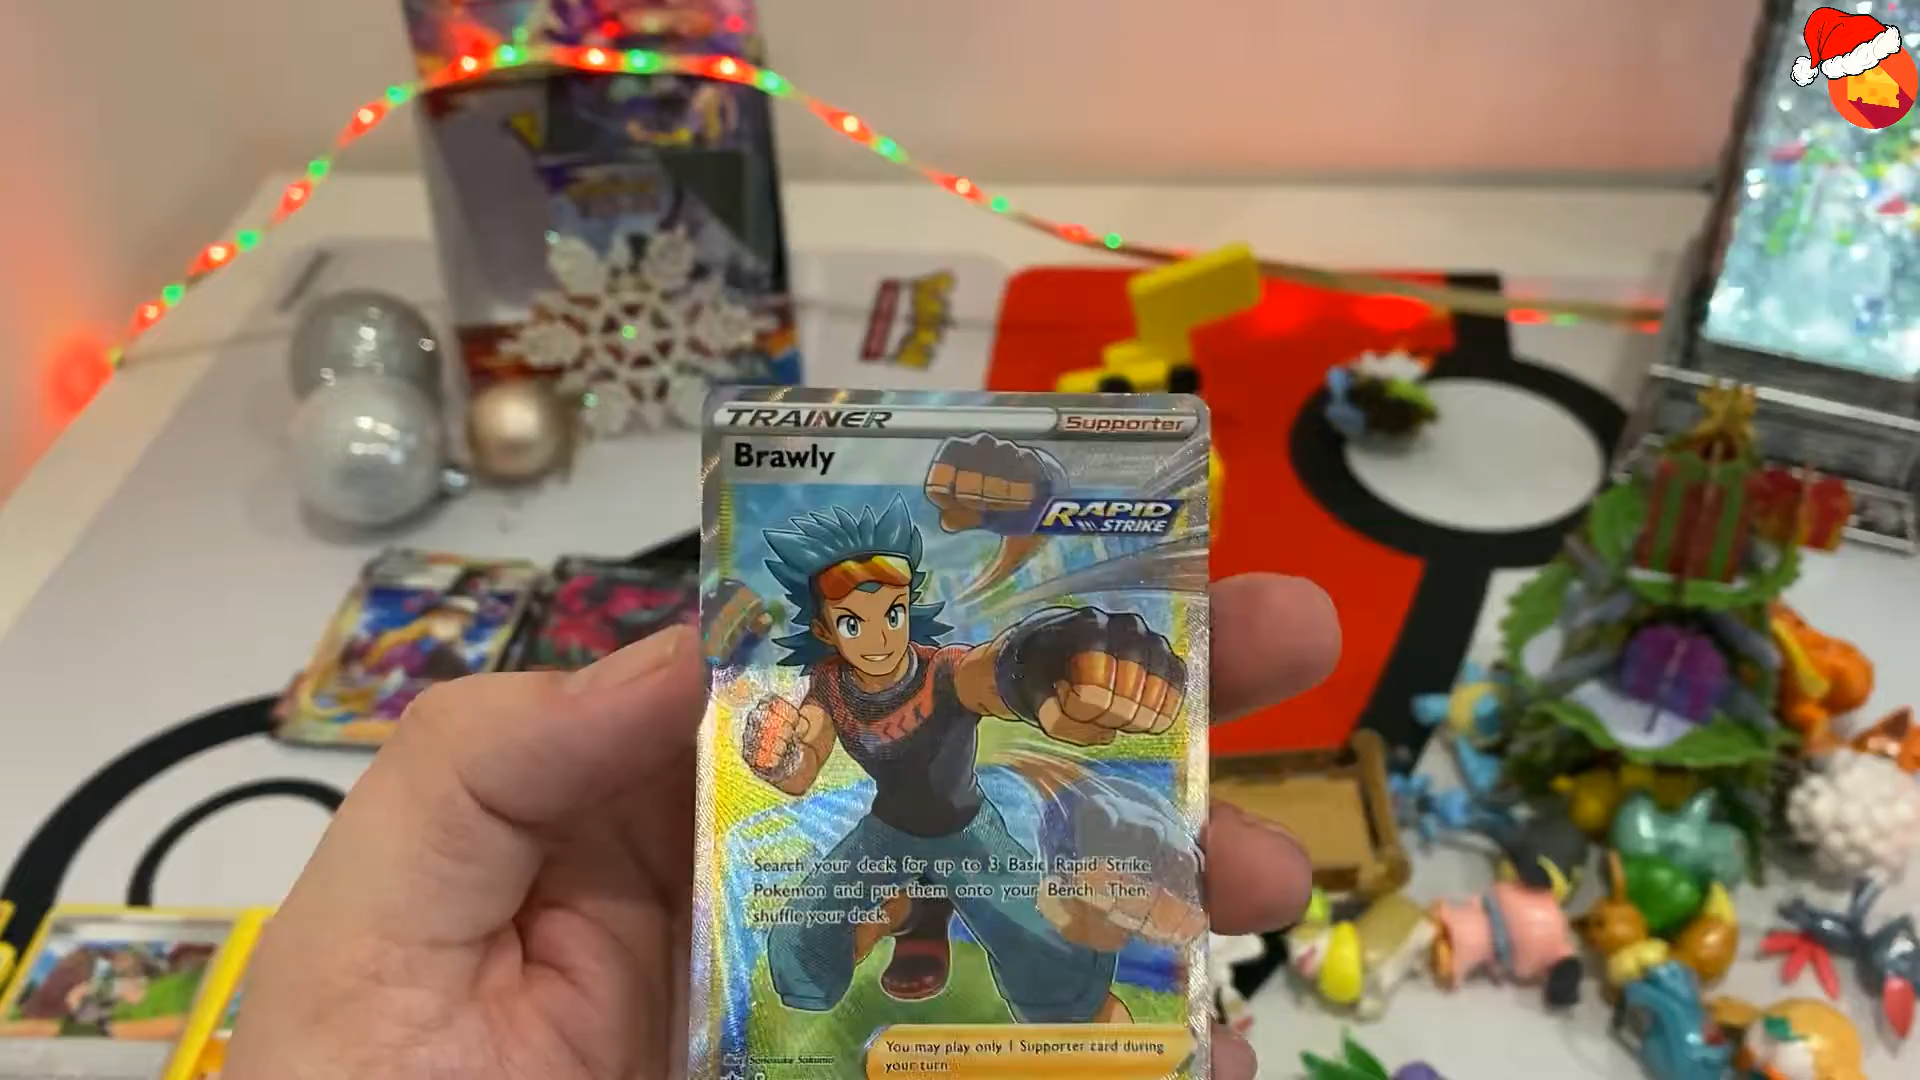 TRAINER
Supporter
Brawly
RAPID
STRIKE
Search your deck for up to 3 Basic Rapid Strike
Pokémon and put them onto your Bench. Then,
shuffle your deck.
You may play only 1 Supporter card during
your turn.